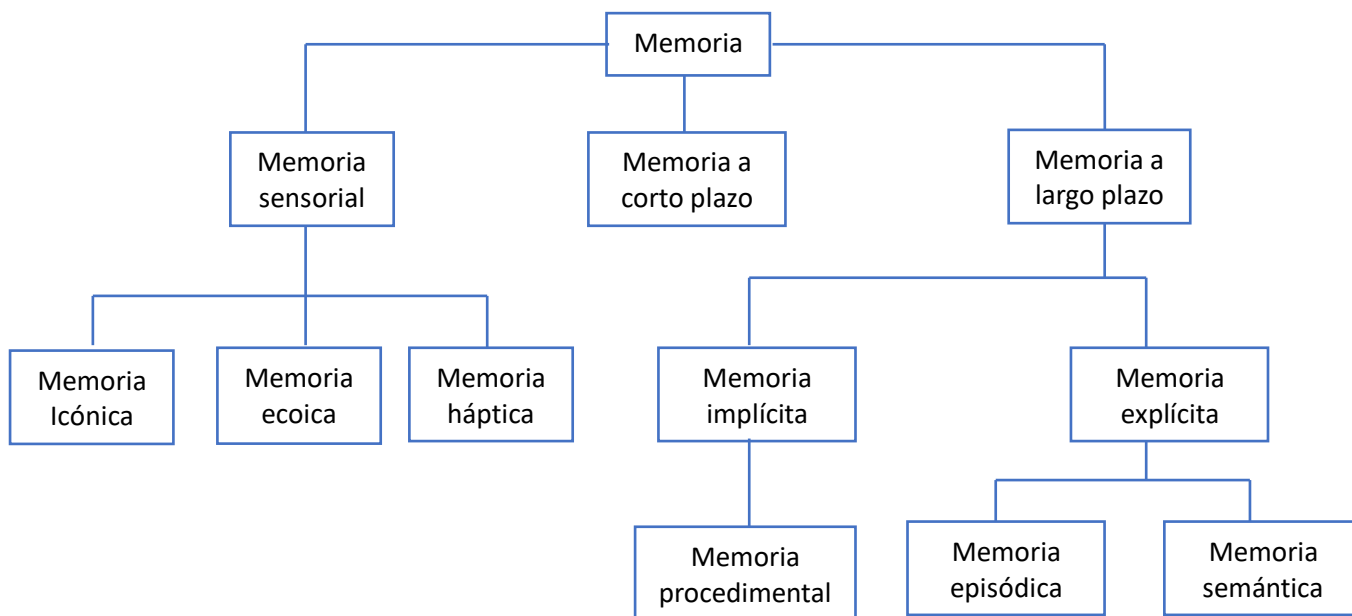 Memoria
Memoria
sensorial
Memoria a
corto plazo
Memoria a
largo plazo
Memoria
Icónica
Memoria
ecoica
Memoria
háptica
Memoria
implícita
Memoria
explícita
Memoria
procedimental
Memoria
episódica
Memoria
semántica